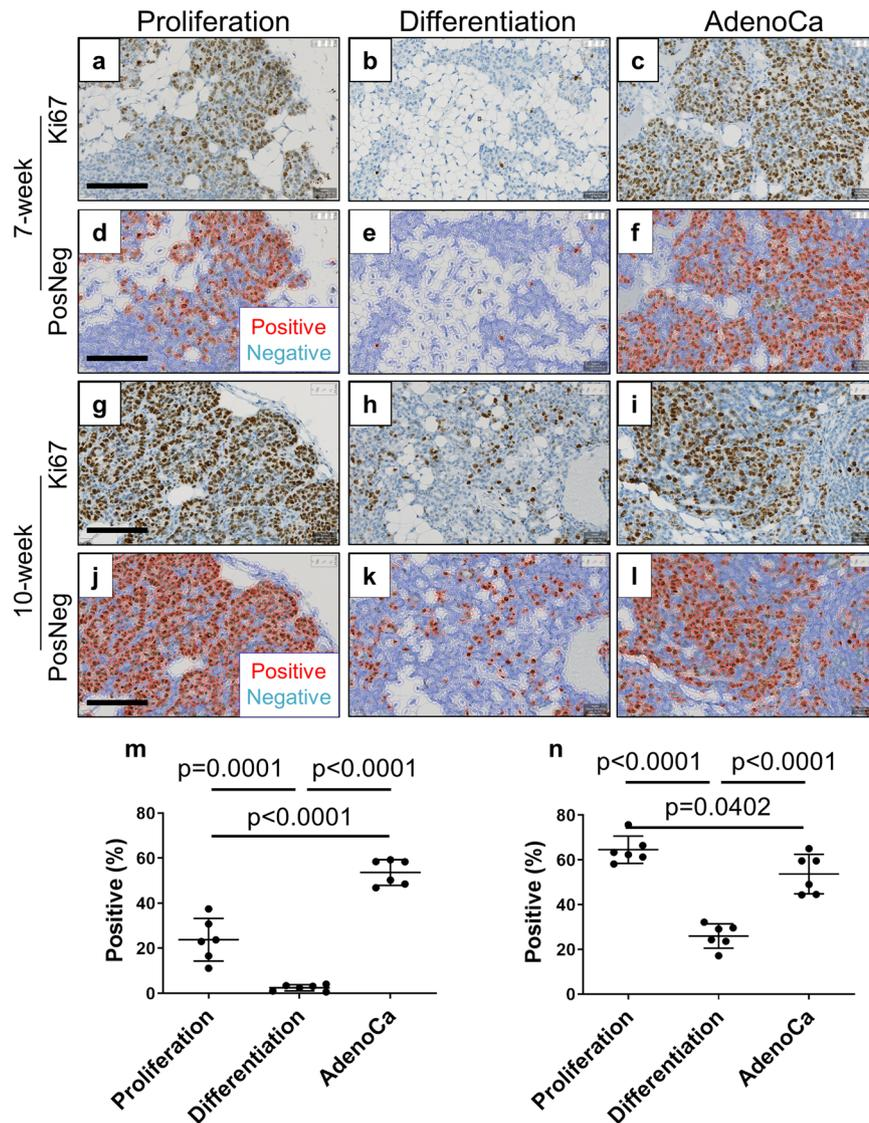 Proliferation Differentiation AdenoCa
7-week
Ki67
a b c
PosNeg
d e f
Positive
Negative
10-week
Ki67
g h i
PosNeg
j k l
Positive
Negative
m
p=0.0001 p<0.0001
p<0.0001
Positive (%)
80
60
40
20
0
Proliferation
Differentiation
AdenoCa
n
p<0.0001 p<0.0001
p=0.0402
Positive (%)
80
60
40
20
0
Proliferation
Differentiation
AdenoCa